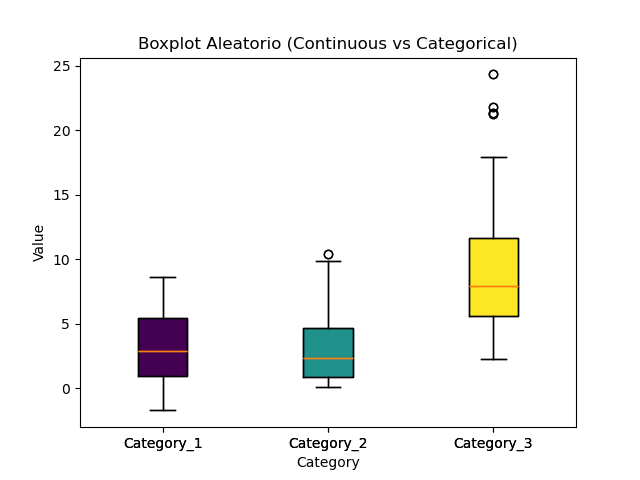 Boxplot Aleatorio (Continuous vs Categorical)
25
20
15
10
5
0
Value
Category_1
Category_2
Category_3
Category